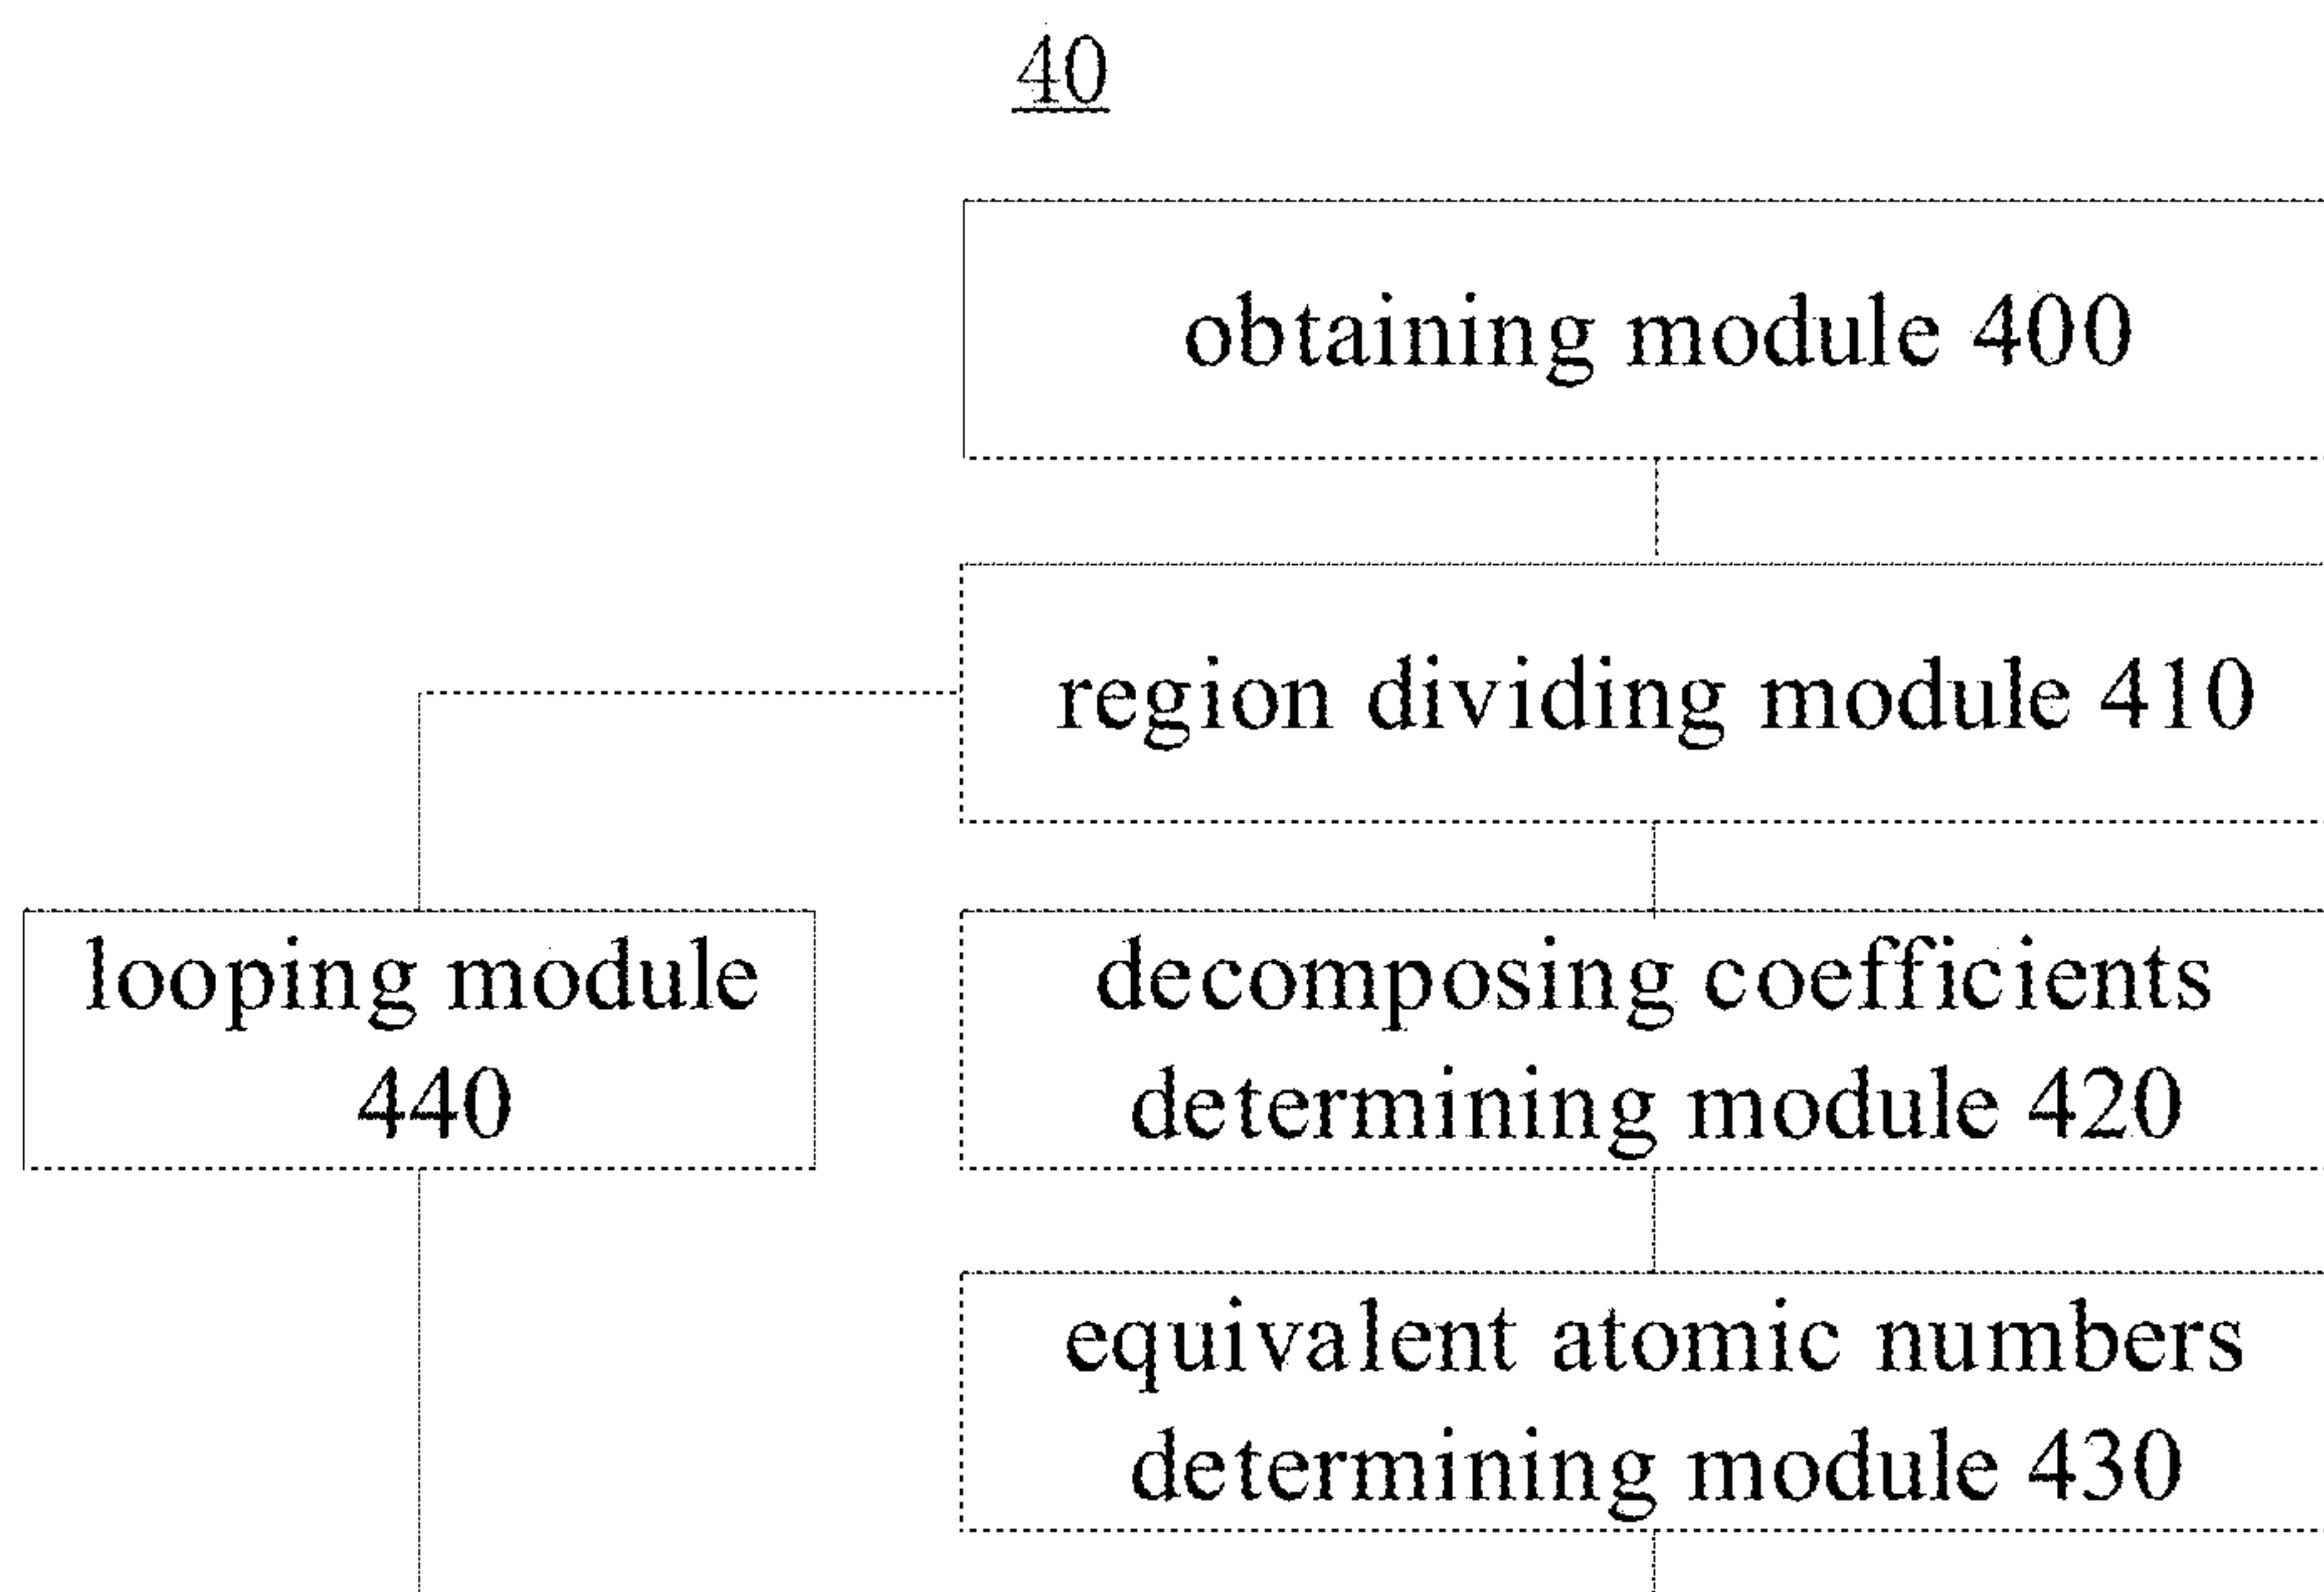 40
obtaining module 400
region dividing module 410
looping module
440
decomposing coefficients
determining module 420
equivalent atomic numbers
determining module 430